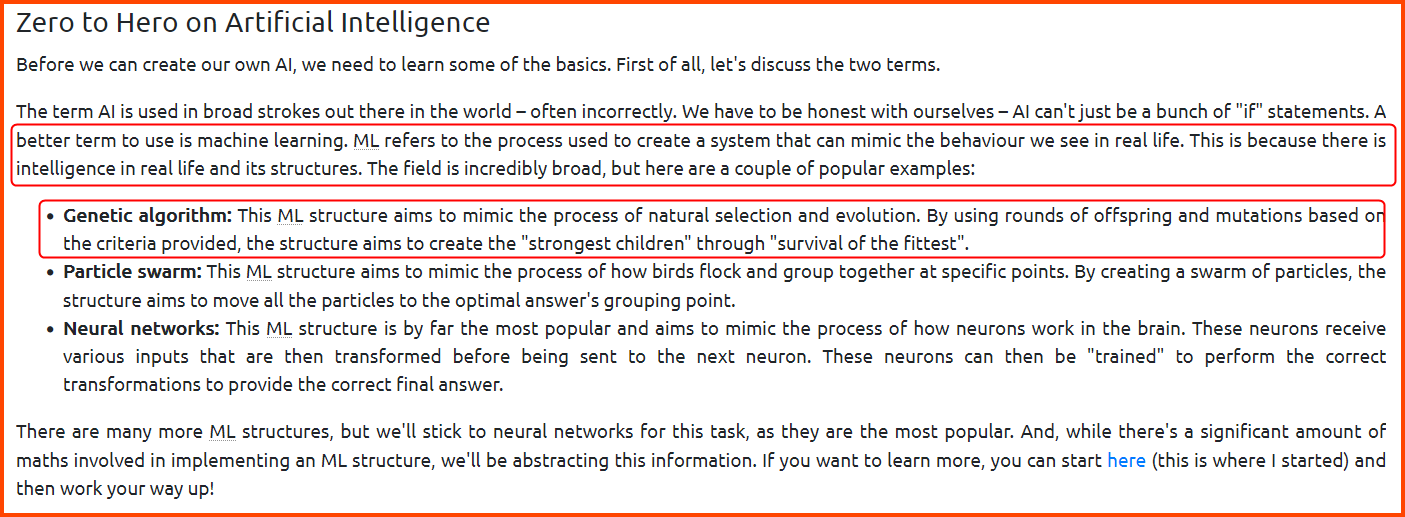 Zero to Hero on Artificial Intelligence
Before we can create our own AI, we need to learn some of the basics. First of all, let's discuss the two terms.
The term AI is used in broad strokes out there in the world – often incorrectly. We have to be honest with ourselves – AI can't just be a bunch of "if" statements. A
better term to use is machine learning. ML refers to the process used to create a system that can mimic the behaviour we see in real life. This is because there is
intelligence in real life and its structures. The field is incredibly broad, but here are a couple of popular examples:
• Genetic algorithm: This ML structure aims to mimic the process of natural selection and evolution. By using rounds of offspring and mutations based on
the criteria provided, the structure aims to create the "strongest children" through "survival of the fittest".
• Particle swarm: This ML structure aims to mimic the process of how birds flock and group together at specific points. By creating a swarm of particles, the
structure aims to move all the particles to the optimal answer's grouping point.
• Neural networks: This ML structure is by far the most popular and aims to mimic the process of how neurons work in the brain. These neurons receive
various inputs that are then transformed before being sent to the next neuron. These neurons can then be "trained" to perform the correct
transformations to provide the correct final answer.
There are many more ML structures, but we'll stick to neural networks for this task, as they are the most popular. And, while there's a significant amount of
maths involved in implementing an ML structure, we'll be abstracting this information. If you want to learn more, you can start here (this is where I started) and
then work your way up!